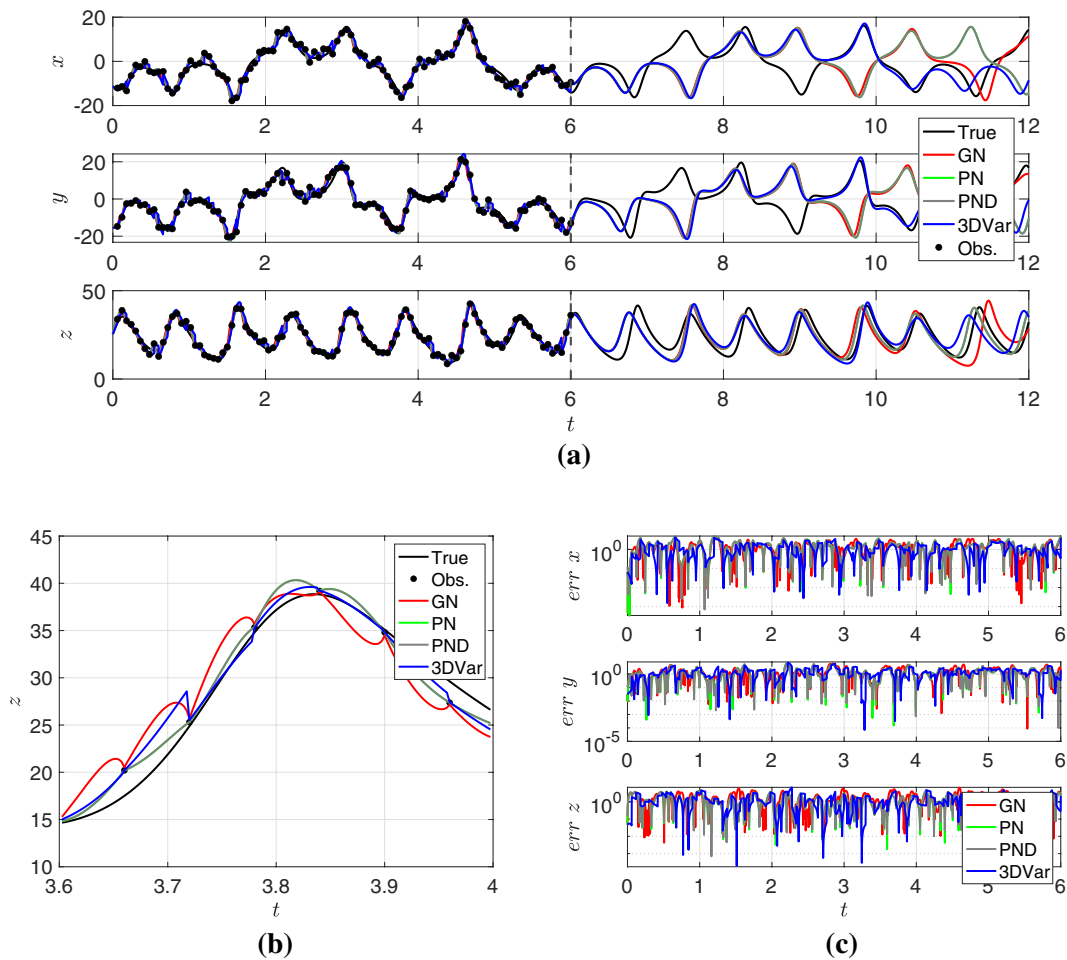 20
0
-20
x
0
2
4
6
8
10
12
20
0
-20
y
0
2
4
6
8
10
12
True
GN
PN
PND
3DVar
Obs.
50
0
z
0
2
4
6
8
10
12
t
(a)
45
40
35
30
25
20
15
10
z
3.6
3.7
3.8
3.9
4
t
True
Obs.
GN
PN
PND
3DVar
(b)
10^0
err x
0
1
2
3
4
5
6
10^0
10^-5
err y
0
1
2
3
4
5
6
10^0
err z
0
1
2
3
4
5
6
t
GN
PN
PND
3DVar
(c)